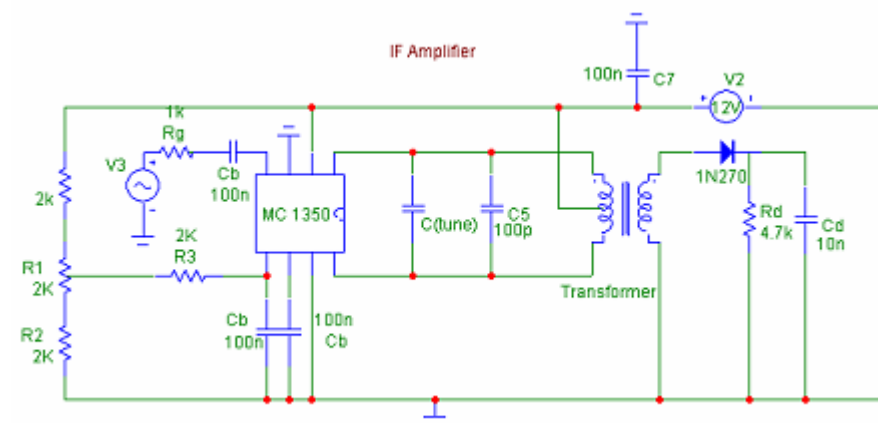 IF Amplifier
100n
C7
V2
12V
1k
Rg
V3
Cb
100n
2k
MC 1350
C(tune)
C5
100p
1N270
Rd
4.7k
Cd
10n
2K
R3
R1
2K
Transformer
Cb
100n
100n
Cb
R2
2K